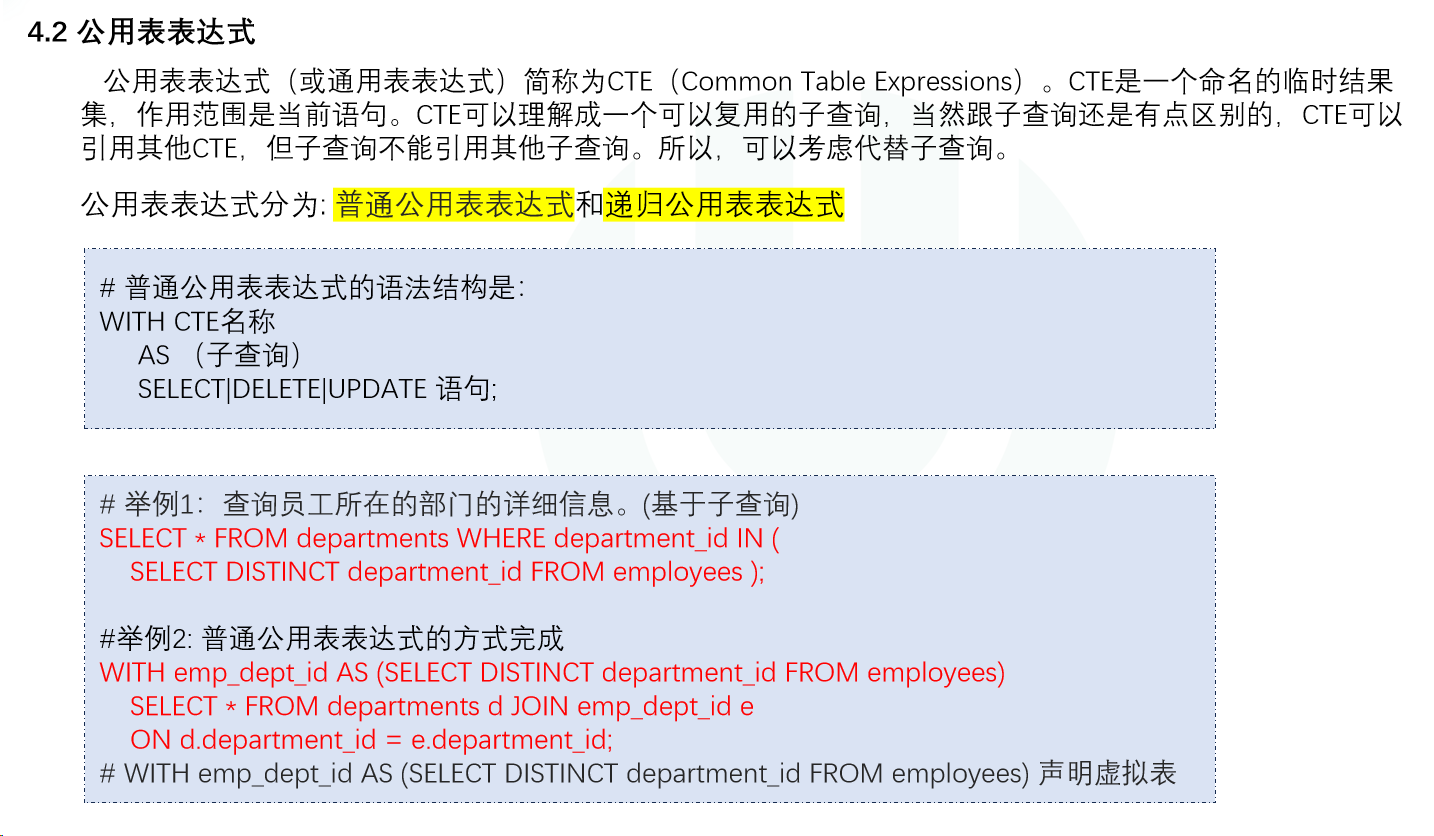 4.2 公用表表达式
公用表表达式（或通用表表达式）简称为CTE（Common Table Expressions）。CTE是一个命名的临时结果
集，作用范围是当前语句。CTE可以理解成一个可以复用的子查询，当然跟子查询还是有点区别的，CTE可以
引用其他CTE，但子查询不能引用其他子查询。所以，可以考虑代替子查询。
公用表表达式分为: 普通公用表表达式和递归公用表表达式
# 普通公用表表达式的语法结构是：
WITH CTE名称
AS （子查询）
SELECT|DELETE|UPDATE 语句;
# 举例1：查询员工所在的部门的详细信息。(基于子查询)
SELECT * FROM departments WHERE department_id IN (
SELECT DISTINCT department_id FROM employees );
#举例2: 普通公用表表达式的方式完成
WITH emp_dept_id AS (SELECT DISTINCT department_id FROM employees)
SELECT * FROM departments d JOIN emp_dept_id e
ON d.department_id = e.department_id;
# WITH emp_dept_id AS (SELECT DISTINCT department_id FROM employees) 声明虚拟表